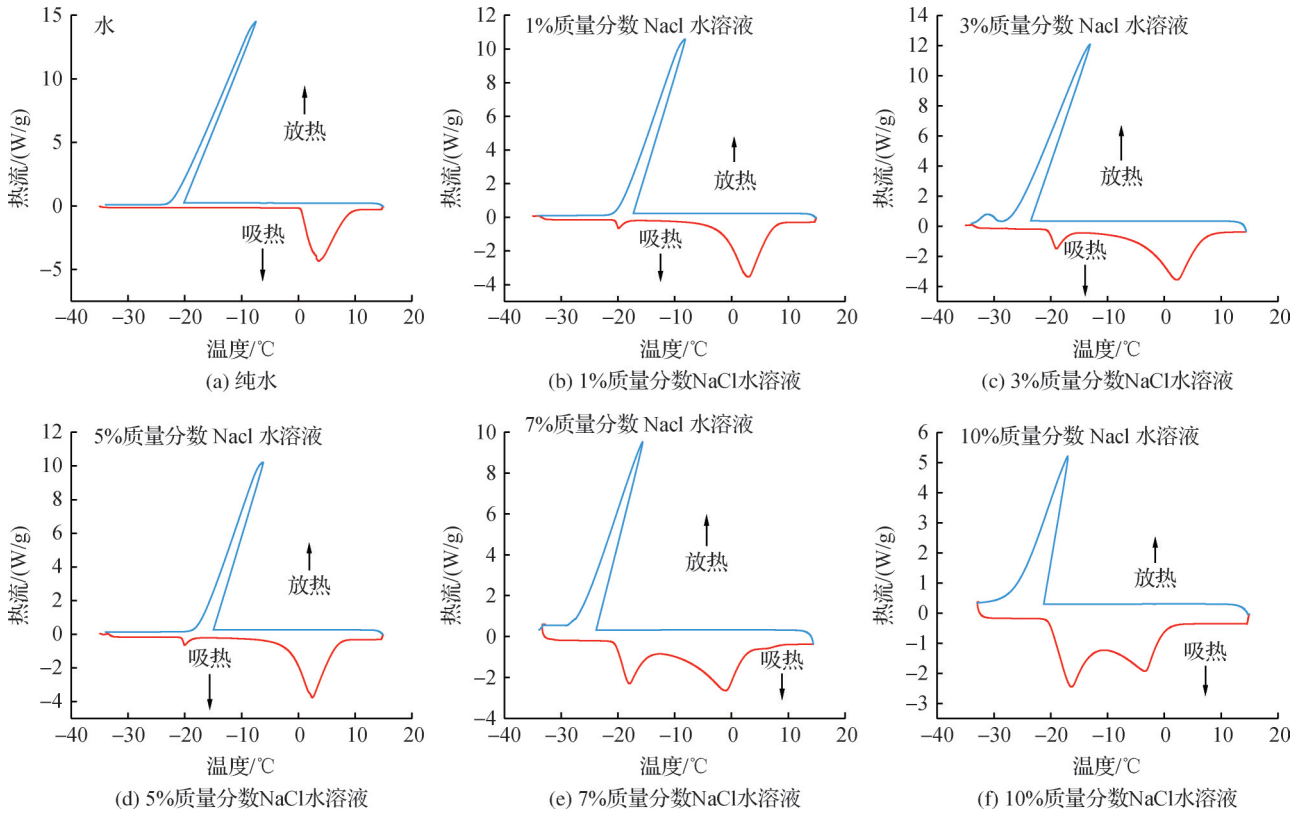 水
放热
吸热
热流/(W/g)
15
10
5
0
−5
−40
−30
−20
−10
0
10
20
温度/℃
(a) 纯水
1%质量分数 Nacl 水溶液
放热
吸热
热流/(W/g)
12
10
8
6
4
2
0
−2
−4
−40
−30
−20
−10
0
10
20
温度/℃
(b) 1%质量分数NaCl水溶液
3%质量分数 Nacl 水溶液
放热
吸热
热流/(W/g)
14
12
10
8
6
4
2
0
−2
−4
−40
−30
−20
−10
0
10
20
温度/℃
(c) 3%质量分数NaCl水溶液
5%质量分数 Nacl 水溶液
放热
吸热
热流/(W/g)
12
10
8
6
4
2
0
−2
−4
−40
−30
−20
−10
0
10
20
温度/℃
(d) 5%质量分数NaCl水溶液
7%质量分数 Nacl 水溶液
放热
吸热
热流/(W/g)
10
8
6
4
2
0
−2
−4
−40
−30
−20
−10
0
10
20
温度/℃
(e) 7%质量分数NaCl水溶液
10%质量分数 Nacl 水溶液
放热
吸热
热流/(W/g)
6
5
4
3
2
1
0
−1
−2
−3
−40
−30
−20
−10
0
10
20
温度/℃
(f) 10%质量分数NaCl水溶液